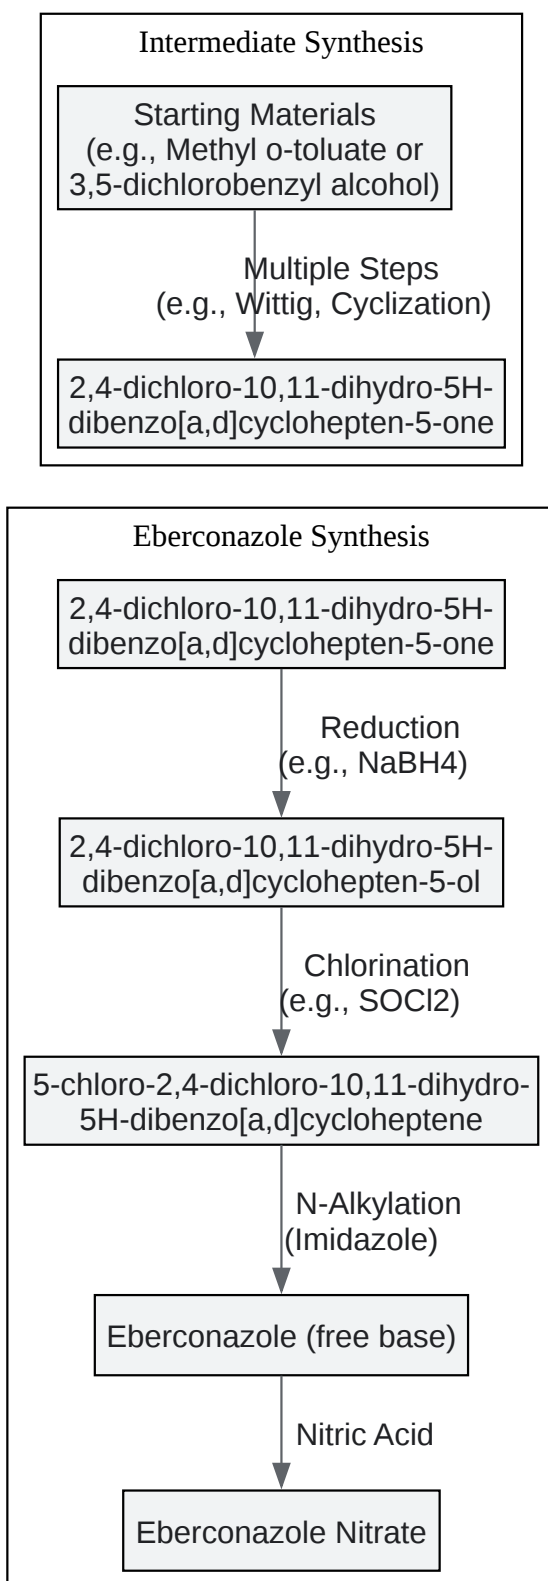 Intermediate Synthesis
Starting Materials
(e.g., Methyl o-toluate or
3,5-dichlorobenzyl alcohol)
Multiple Steps
(e.g., Wittig, Cyclization)
2,4-dichloro-10,11-dihydro-5H-
dibenzo[a,d]cyclohepten-5-one
Eberconazole Synthesis
2,4-dichloro-10,11-dihydro-5H-
dibenzo[a,d]cyclohepten-5-one
Reduction
(e.g., NaBH4)
2,4-dichloro-10,11-dihydro-5H-
dibenzo[a,d]cyclohepten-5-ol
Chlorination
(e.g., SOCl2)
5-chloro-2,4-dichloro-10,11-dihydro-
5H-dibenzo[a,d]cycloheptene
N-Alkylation
(Imidazole)
Eberconazole (free base)
Nitric Acid
Eberconazole Nitrate